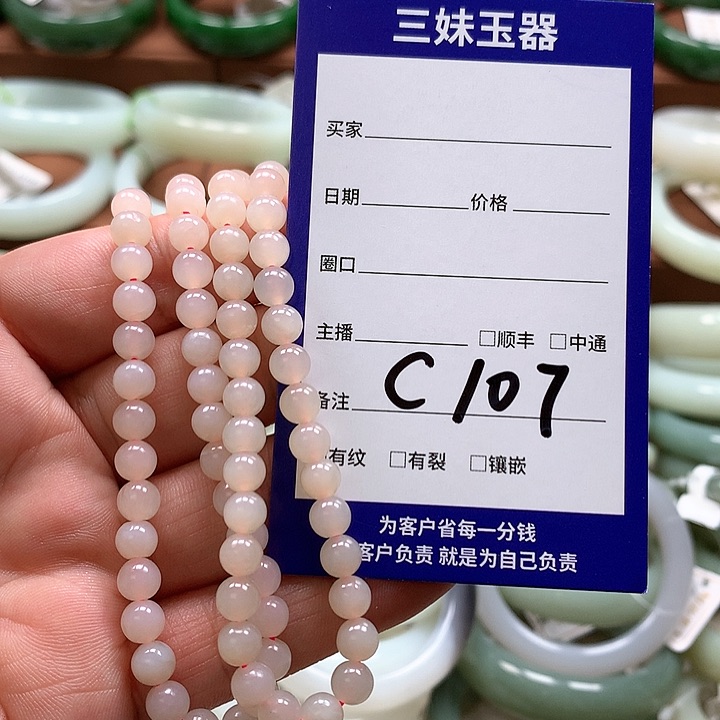 三妹玉器
买家
日期 价格
圈口
主播 □顺丰 □中通
备注 C107
有纹 □有裂 □镶嵌
为客户省每一分钱
客户负责 就是为自己负责